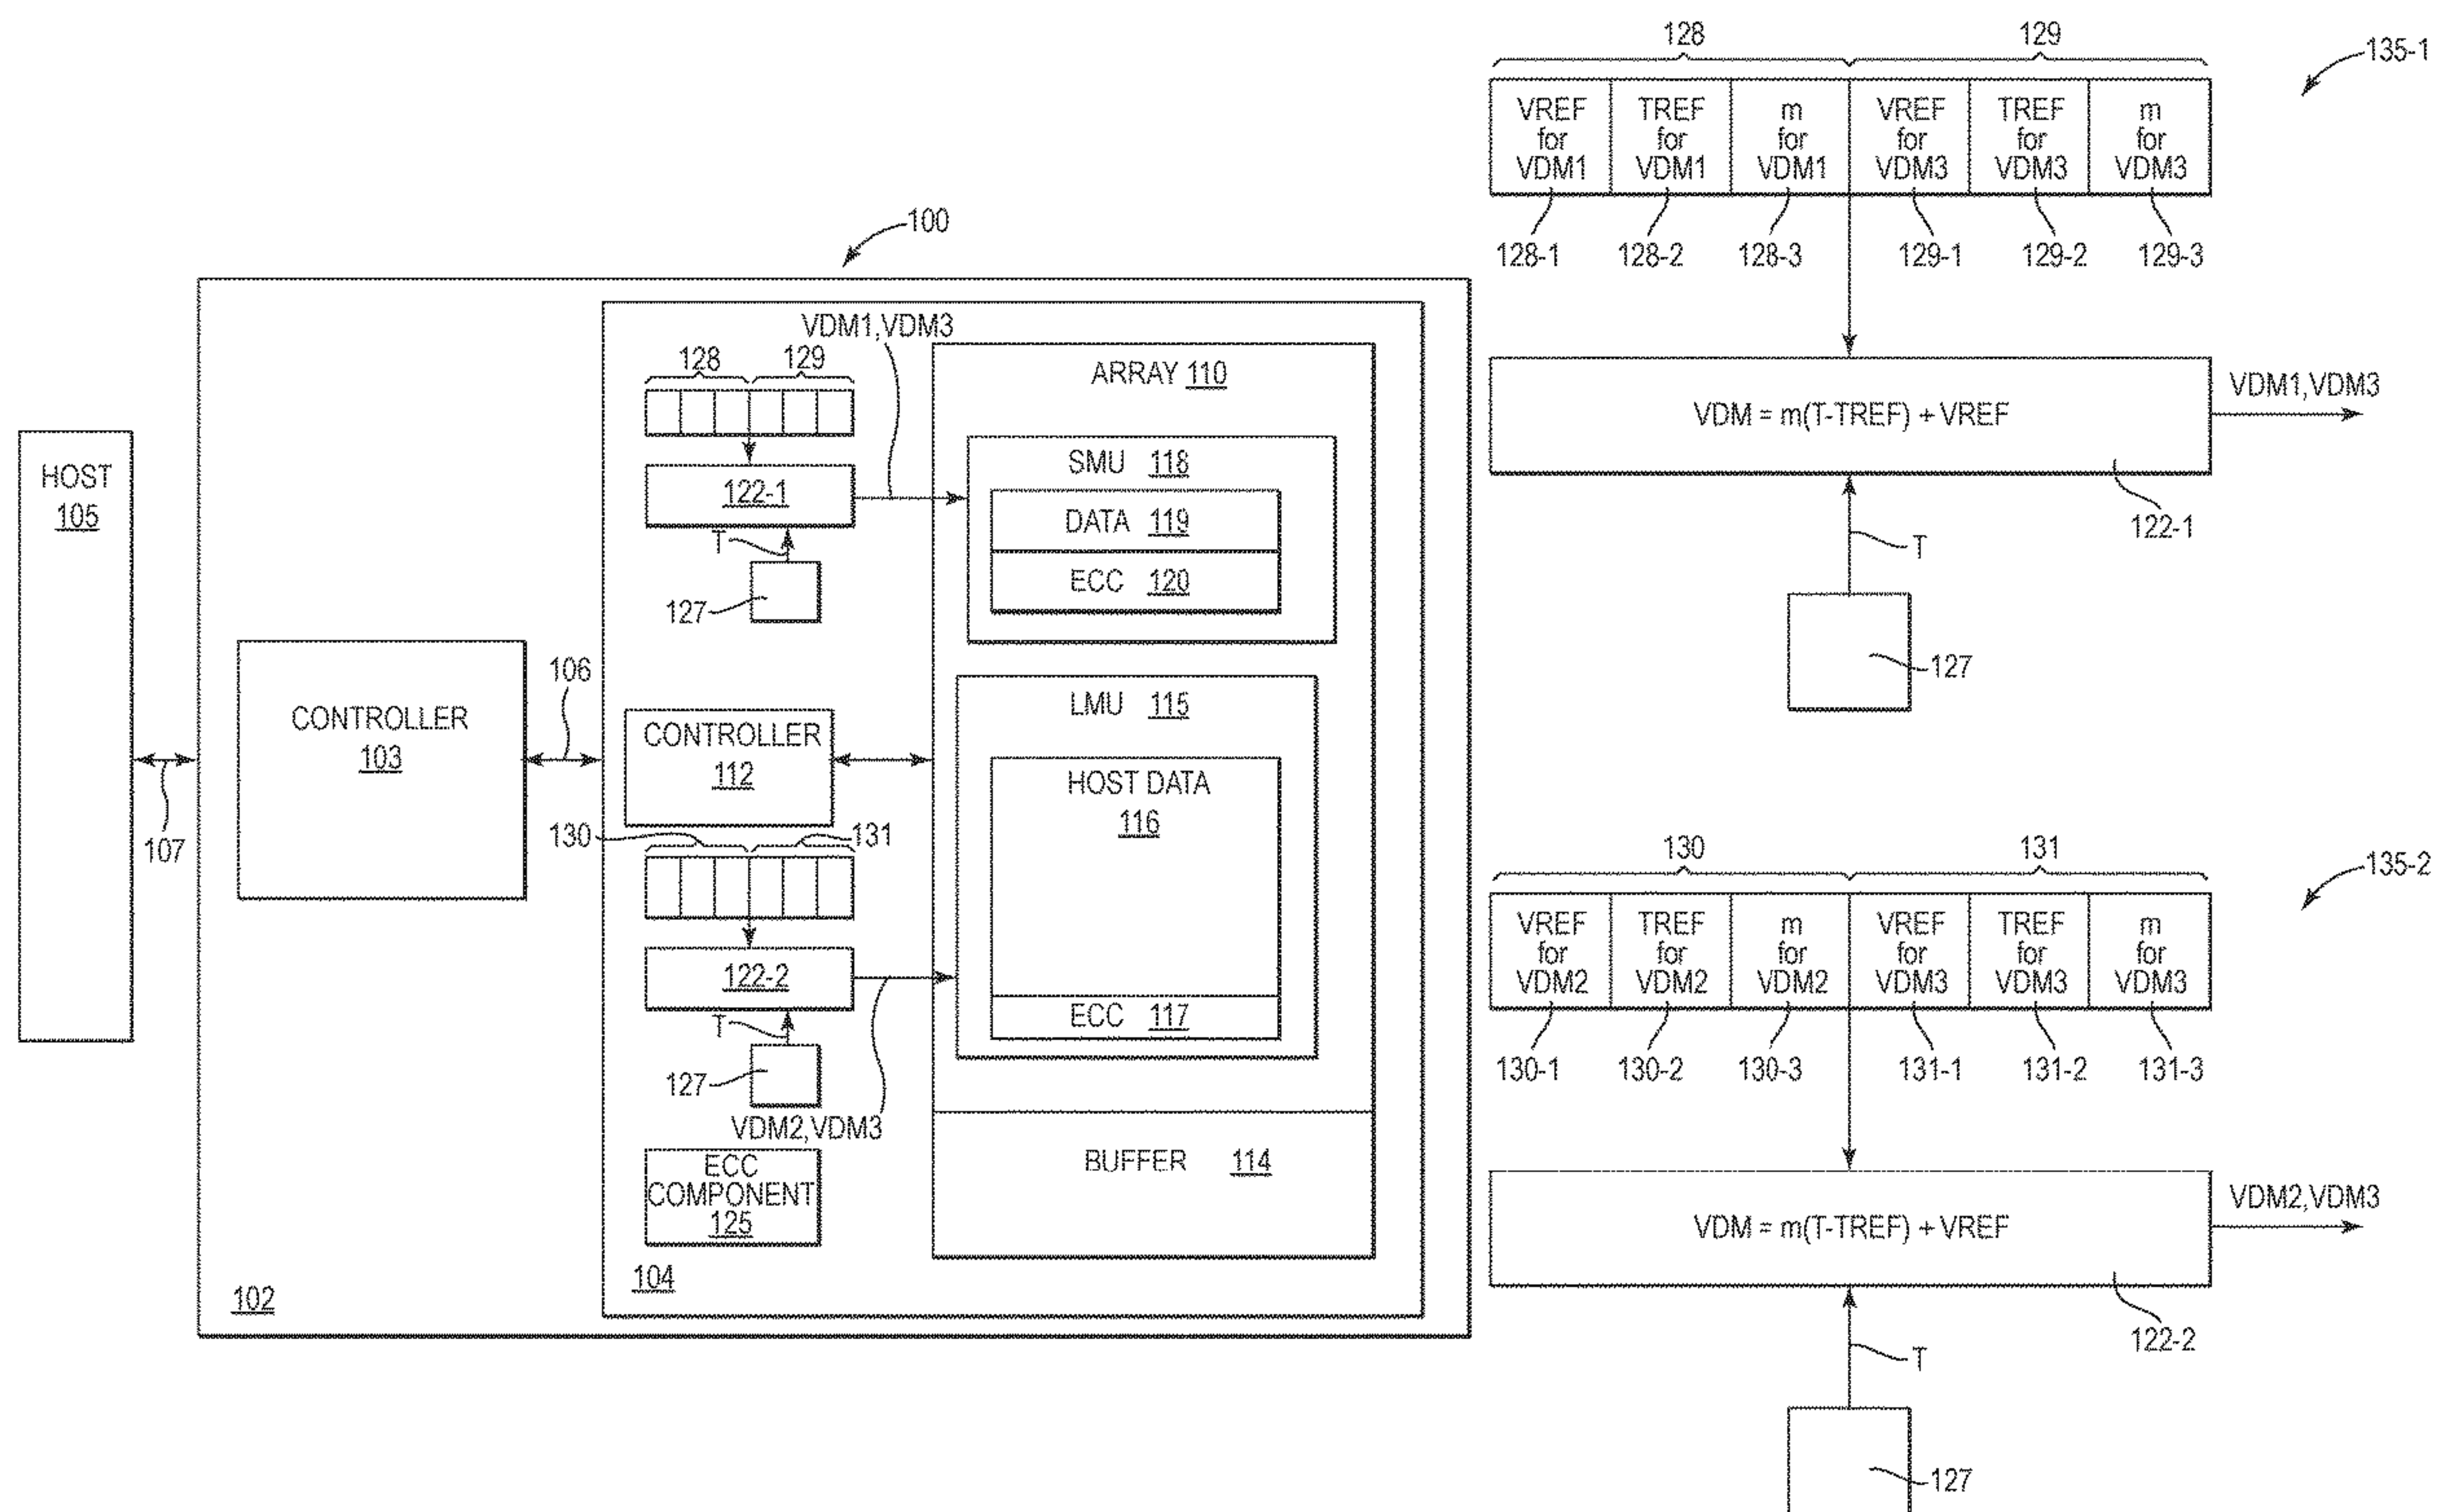 100
HOST
105
107
102
CONTROLLER
103
106
104
128 129
VDM1,VDM3
122-1
T
127
CONTROLLER
112
130 131
122-2
T
127
VDM2,VDM3
ECC
COMPONENT
125
ARRAY 110
SMU 118
DATA 119
ECC 120
LMU 115
HOST DATA
116
ECC 117
BUFFER 114
128 129
135-1
VREF for VDM1
TREF for VDM1
m for VDM1
VREF for VDM3
TREF for VDM3
m for VDM3
128-1 128-2 128-3 129-1 129-2 129-3
VDM = m(T-TREF) + VREF
VDM1,VDM3
122-1
T
127
130 131
135-2
VREF for VDM2
TREF for VDM2
m for VDM2
VREF for VDM3
TREF for VDM3
m for VDM3
130-1 130-2 130-3 131-1 131-2 131-3
VDM = m(T-TREF) + VREF
VDM2,VDM3
122-2
T
127